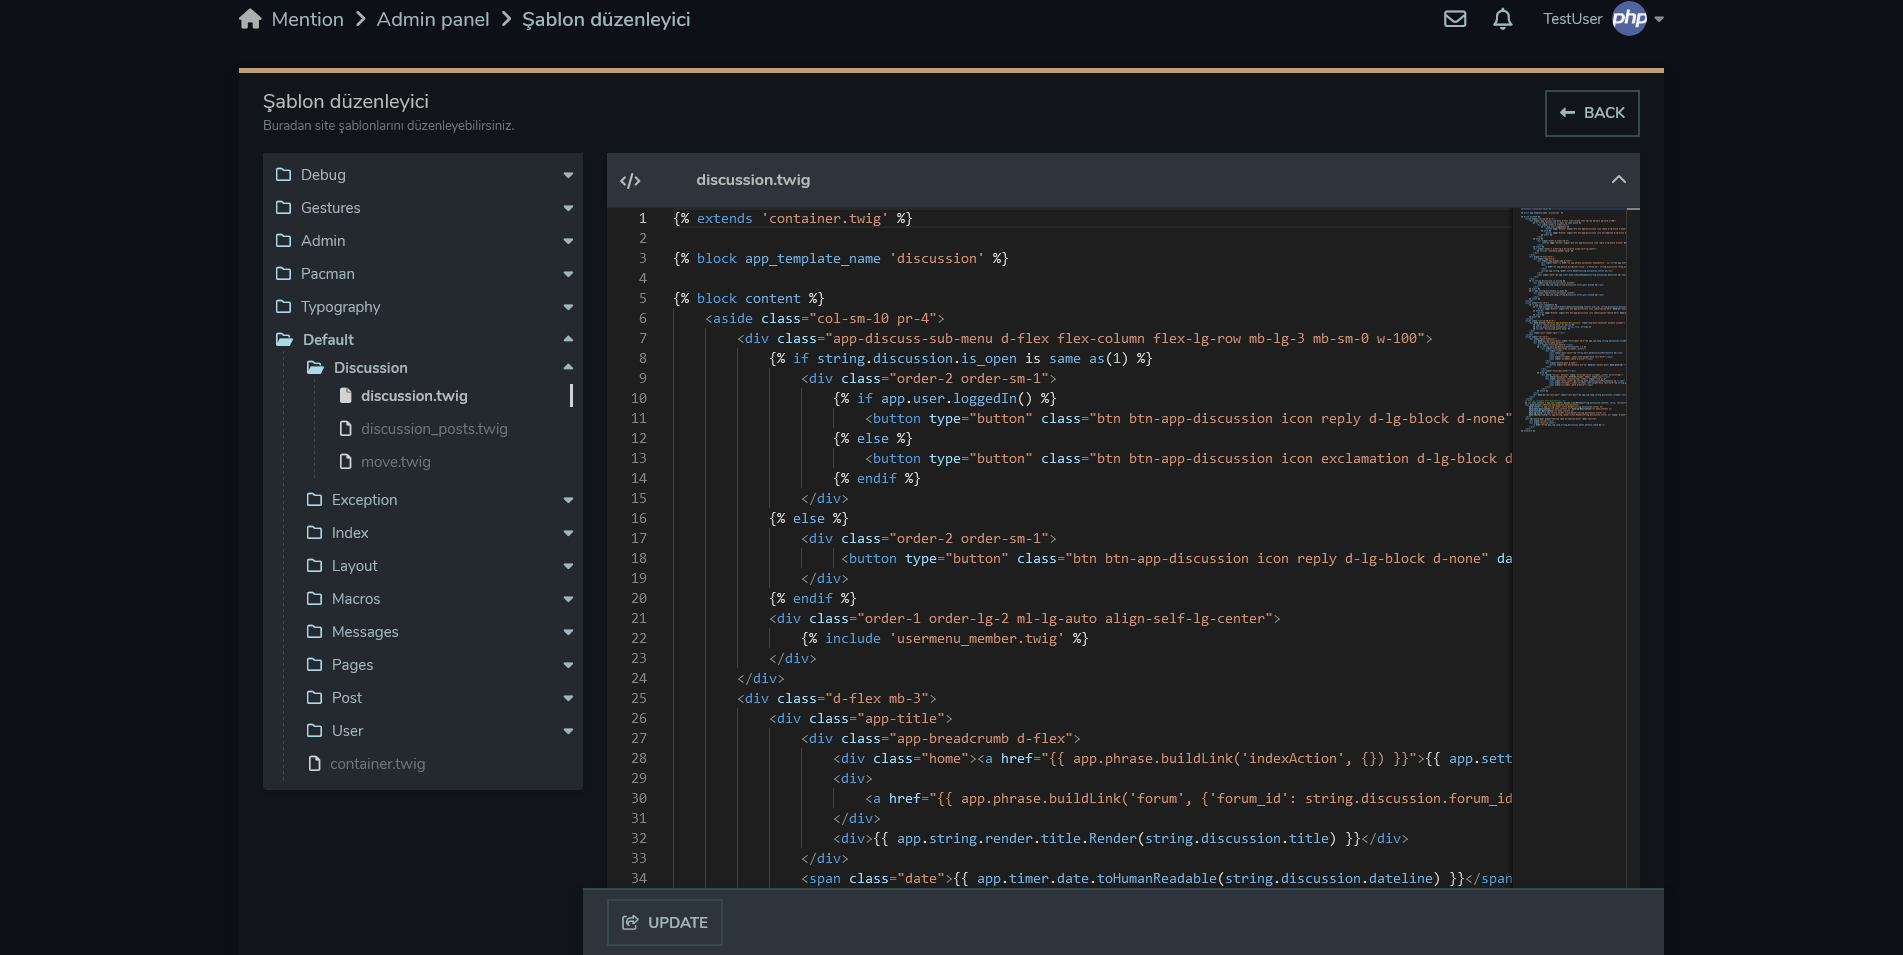 Mention > Admin panel > Şablon düzenleyici
TestUser php
Şablon düzenleyici
Buradan site şablonlarını düzenleyebilirsiniz.
BACK
Debug
Gestures
Admin
Pacman
Typography
Default
Discussion
discussion.twig
discussion_posts.twig
move.twig
Exception
Index
Layout
Macros
Messages
Pages
Post
User
container.twig
</> discussion.twig
1 {% extends 'container.twig' %}
2
3 {% block app_template_name 'discussion' %}
4
5 {% block content %}
6 <aside class="col-sm-10 pr-4">
7 <div class="app-discuss-sub-menu d-flex flex-column flex-lg-row mb-lg-3 mb-sm-0 w-100">
8 {% if string.discussion.is_open is same as(1) %}
9 <div class="order-2 order-sm-1">
10 {% if app.user.loggedIn() %}
11 <button type="button" class="btn btn-app-discussion icon reply d-lg-block d-none"
12 {% else %}
13 <button type="button" class="btn btn-app-discussion icon exclamation d-lg-block d
14 {% endif %}
15 </div>
16 {% else %}
17 <div class="order-2 order-sm-1">
18 <button type="button" class="btn btn-app-discussion icon reply d-lg-block d-none" da
19 </div>
20 {% endif %}
21 <div class="order-1 order-lg-2 ml-lg-auto align-self-lg-center">
22 {% include 'usermenu_member.twig' %}
23 </div>
24 </div>
25 <div class="d-flex mb-3">
26 <div class="app-title">
27 <div class="app-breadcrumb d-flex">
28 <div class="home"><a href="{{ app.phrase.buildLink('indexAction', {}) }}">{{ app.sett
29 <div>
30 <a href="{{ app.phrase.buildLink('forum', {'forum_id': string.discussion.forum_id
31 </div>
32 <div>{{ app.string.render.title.Render(string.discussion.title) }}</div>
33 </div>
34 <span class="date">{{ app.timer.date.toHumanReadable(string.discussion.dateline) }}</span
UPDATE